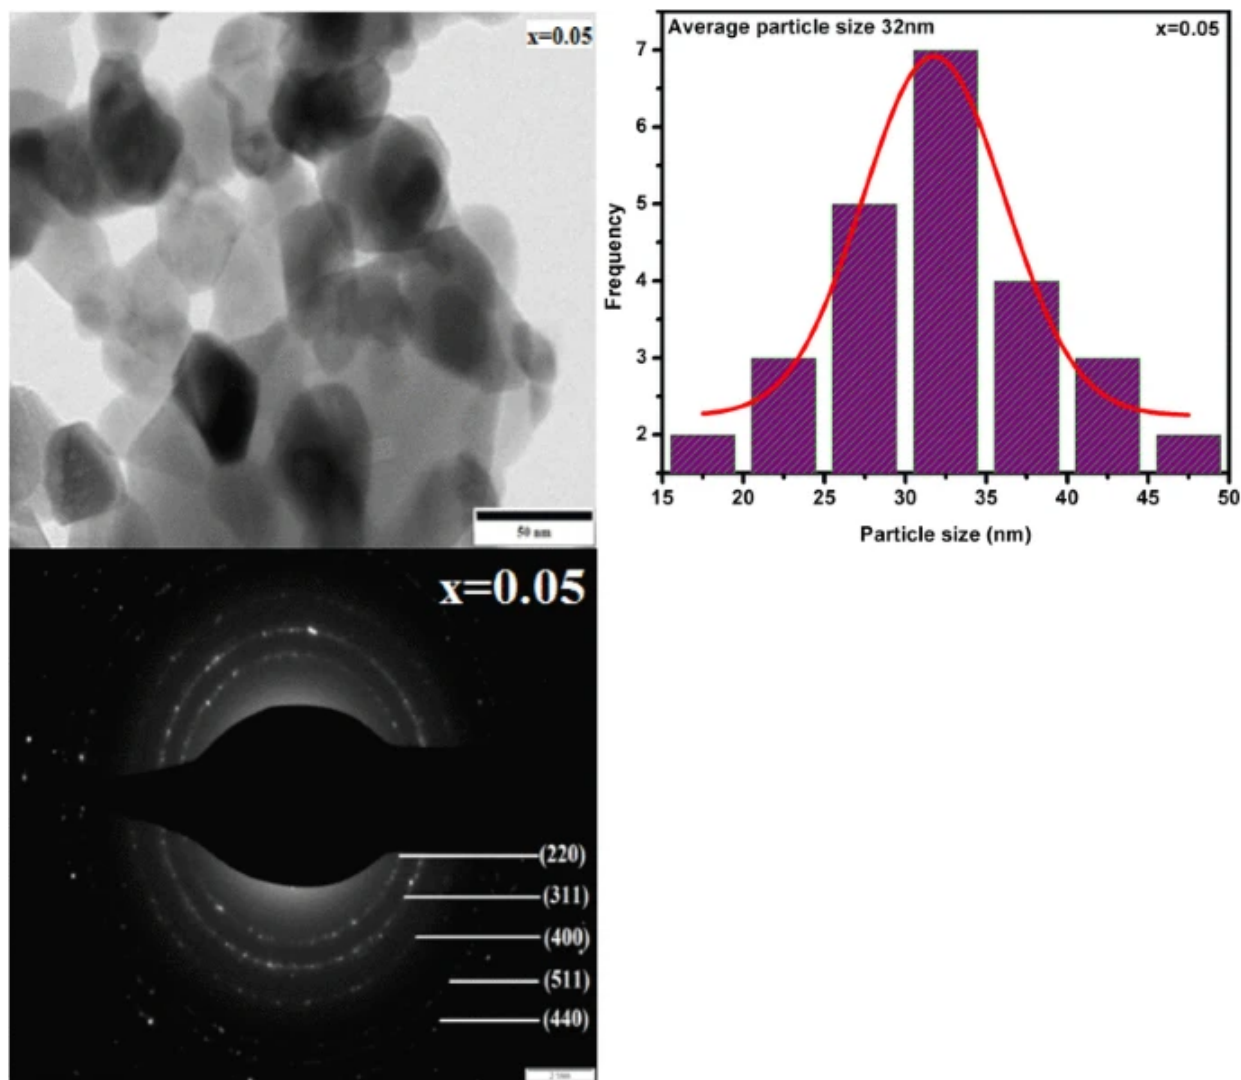 x=0.05
50 nm
Average particle size 32nm
x=0.05
Frequency
7
6
5
4
3
2
15 20 25 30 35 40 45 50
Particle size (nm)
x=0.05
(220)
(311)
(400)
(511)
(440)